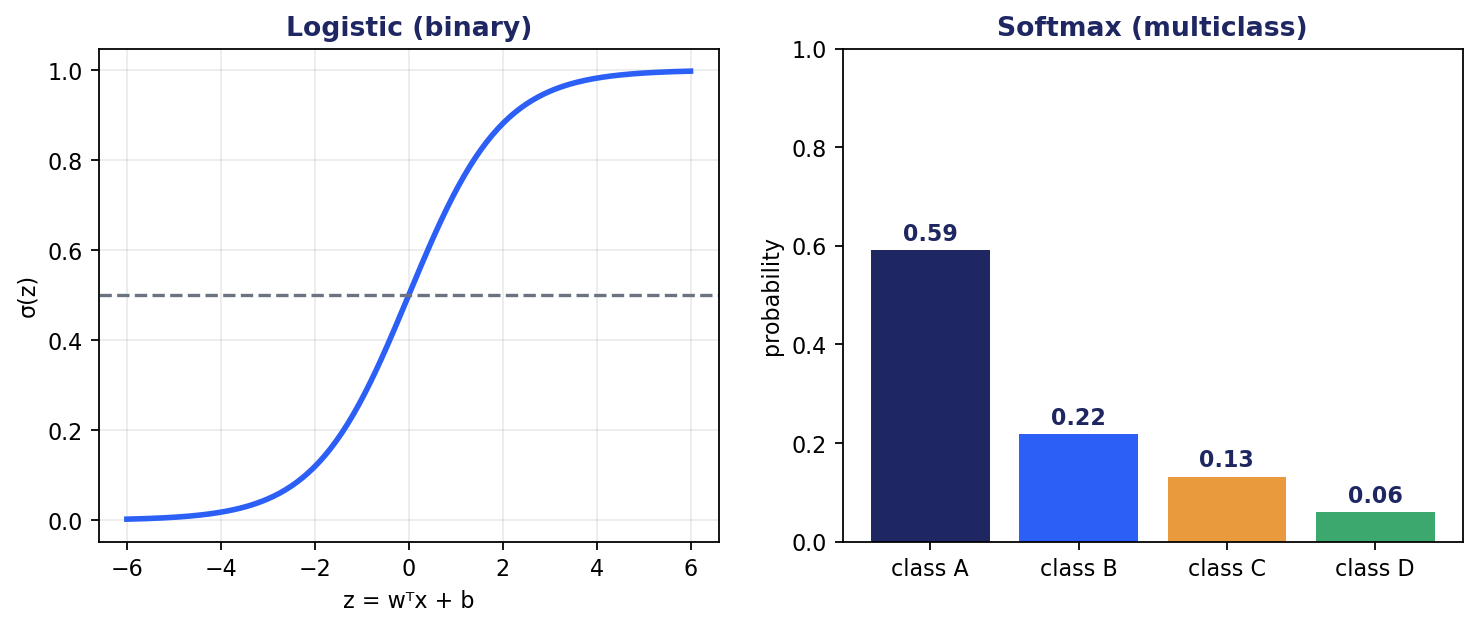 Logistic (binary)
1.0
0.8
0.6
0.4
0.2
0.0
σ(z)
−6 −4 −2 0 2 4 6
z = wᵀx + b
Softmax (multiclass)
1.0
0.8
0.6
0.4
0.2
0.0
probability
0.59
0.22
0.13
0.06
class A class B class C class D